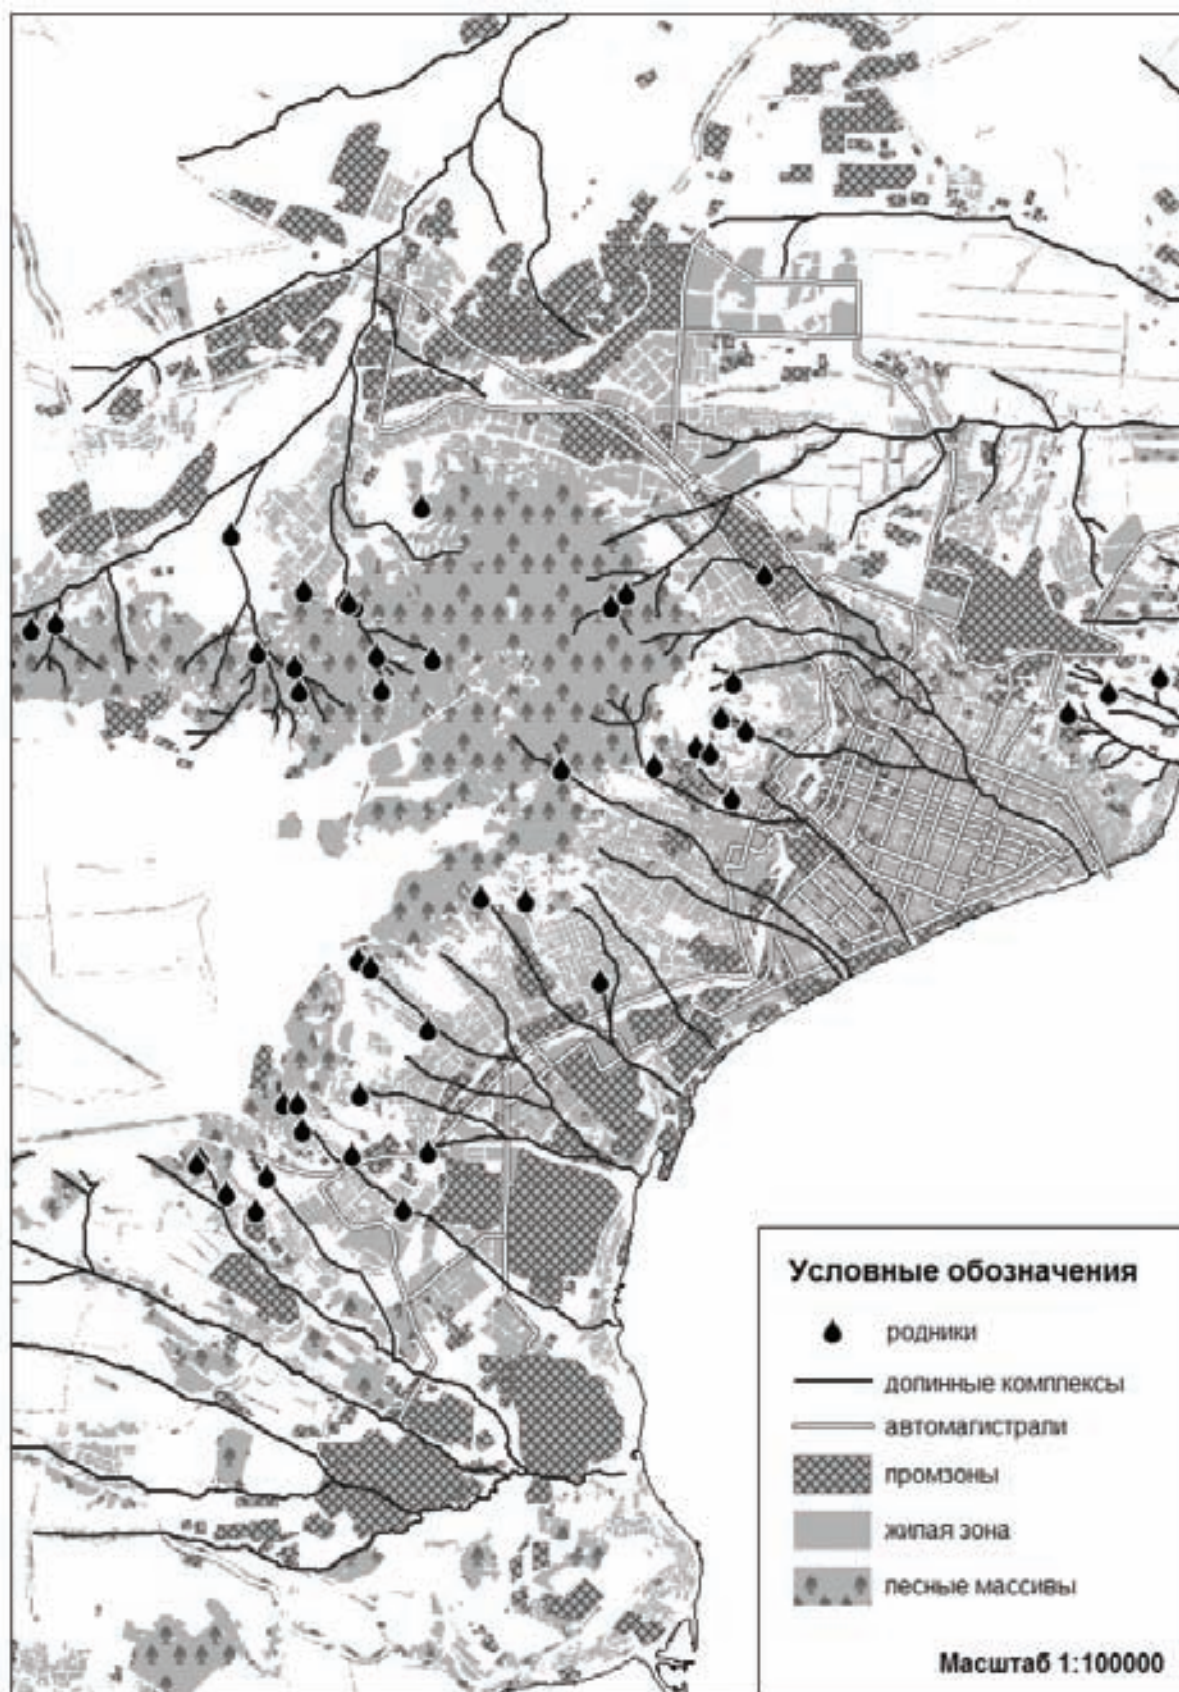 Условные обозначения
родники
долинные комплексы
автомагистрали
промзоны
жилая зона
лесные массивы
Масштаб 1:100000